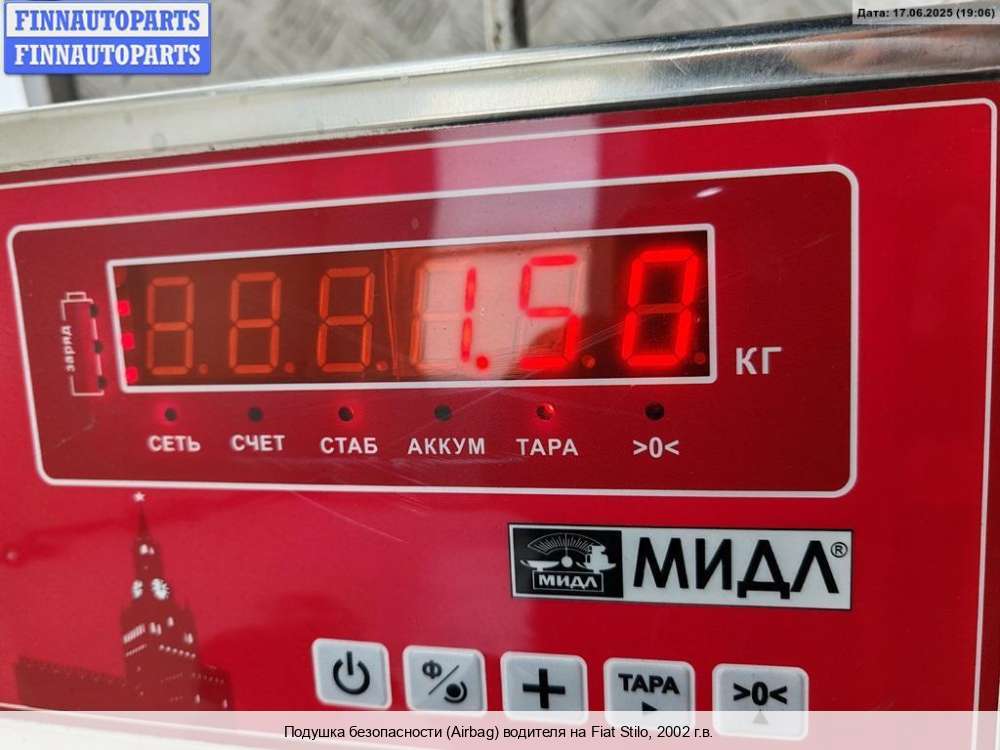 FINNAUTOPARTS
FINNAUTOPARTS
Дата: 17.06.2025 (19:06)
заряд
1.50 КГ
СЕТЬ СЧЕТ СТАБ АККУМ ТАРА >0<
МИДЛ МИДЛ®
Ф ТАРА >0<
Подушка безопасности (Airbag) водителя на Fiat Stilo, 2002 г.в.